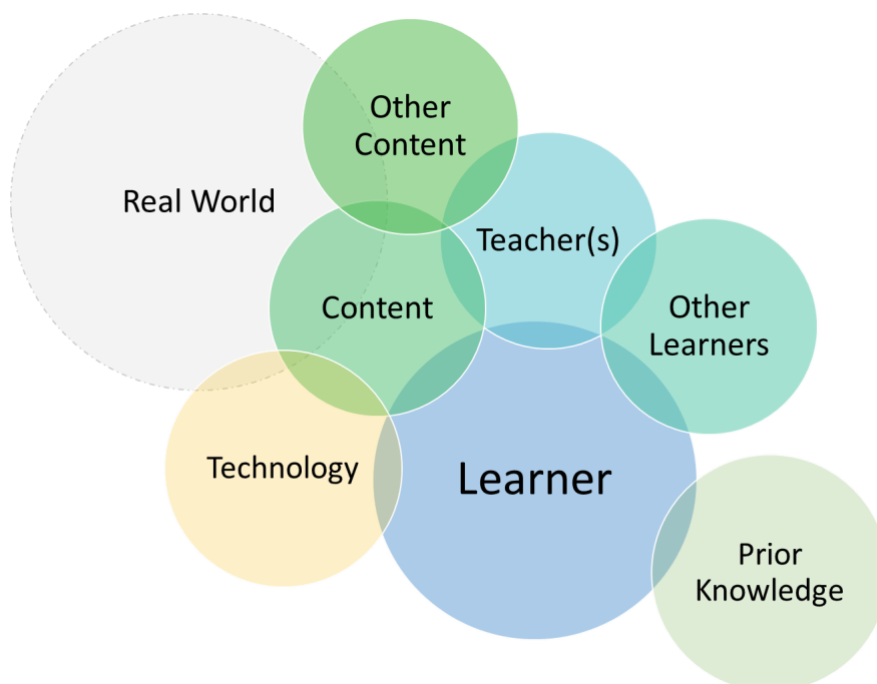 Other
Content
Real World
Teacher(s)
Content
Other
Learners
Technology
Learner
Prior
Knowledge